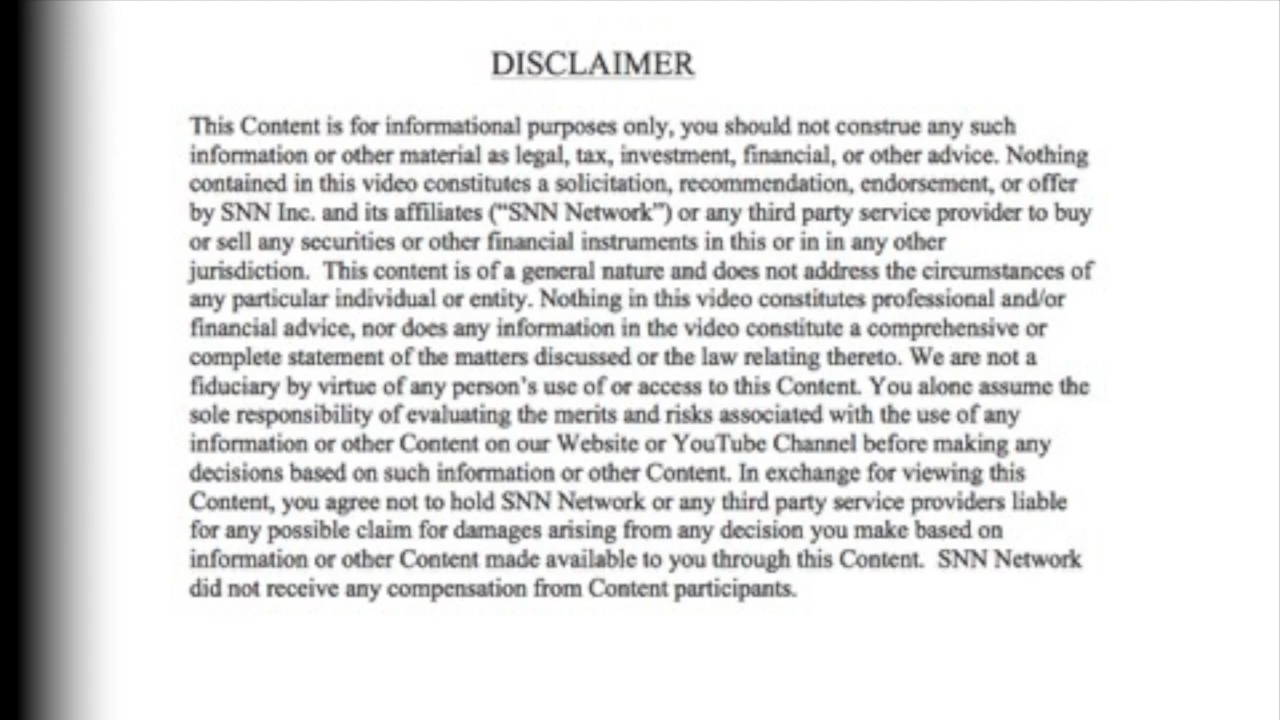 DISCLAIMER
This Content is for informational purposes only, you should not construe any such
information or other material as legal, tax, investment, financial, or other advice. Nothing
contained in this video constitutes a solicitation, recommendation, endorsement, or offer
by SNN Inc. and its affiliates (“SNN Network”) or any third party service provider to buy
or sell any securities or other financial instruments in this or in in any other
jurisdiction.  This content is of a general nature and does not address the circumstances of
any particular individual or entity. Nothing in this video constitutes professional and/or
financial advice, nor does any information in the video constitute a comprehensive or
complete statement of the matters discussed or the law relating thereto. We are not a
fiduciary by virtue of any person’s use of or access to this Content. You alone assume the
sole responsibility of evaluating the merits and risks associated with the use of any
information or other Content on our Website or YouTube Channel before making any
decisions based on such information or other Content. In exchange for viewing this
Content, you agree not to hold SNN Network or any third party service providers liable
for any possible claim for damages arising from any decision you make based on
information or other Content made available to you through this Content.  SNN Network
did not receive any compensation from Content participants.